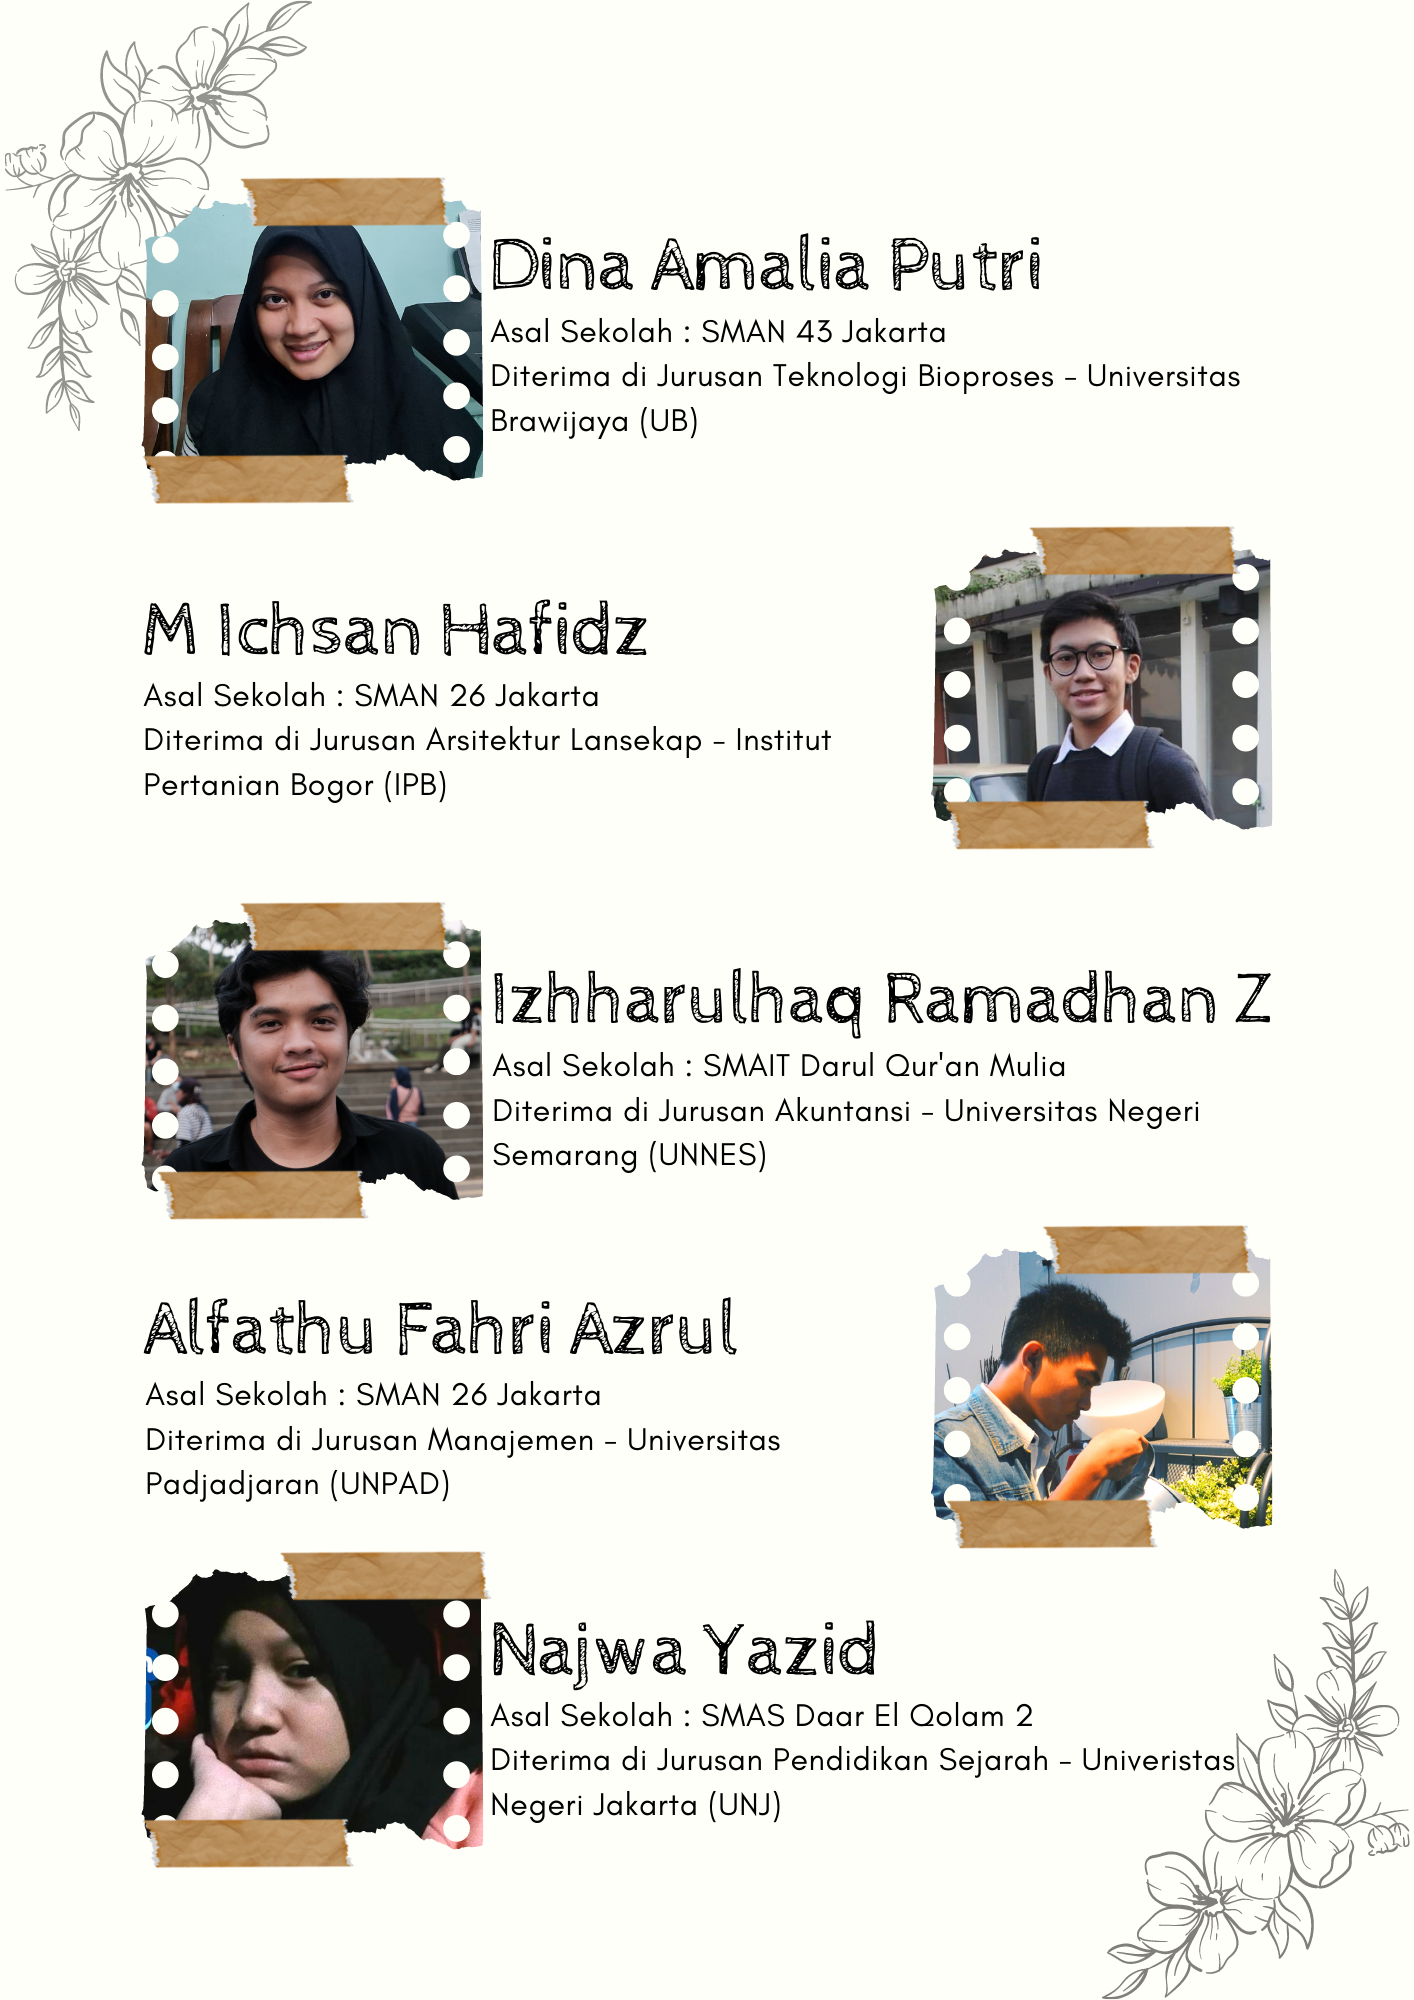 Dina Amalia Putri
Asal Sekolah : SMAN 43 Jakarta
Diterima di Jurusan Teknologi Bioproses - Universitas
Brawijaya (UB)
M Ichsan Hafidz
Asal Sekolah : SMAN 26 Jakarta
Diterima di Jurusan Arsitektur Lansekap - Institut
Pertanian Bogor (IPB)
Izhharulhaq Ramadhan Z
Asal Sekolah : SMAIT Darul Qur'an Mulia
Diterima di Jurusan Akuntansi - Universitas Negeri
Semarang (UNNES)
Alfathu Fahri Azrul
Asal Sekolah : SMAN 26 Jakarta
Diterima di Jurusan Manajemen - Universitas
Padjadjaran (UNPAD)
Najwa Yazid
Asal Sekolah : SMAS Daar El Qolam 2
Diterima di Jurusan Pendidikan Sejarah - Univeristas
Negeri Jakarta (UNJ)